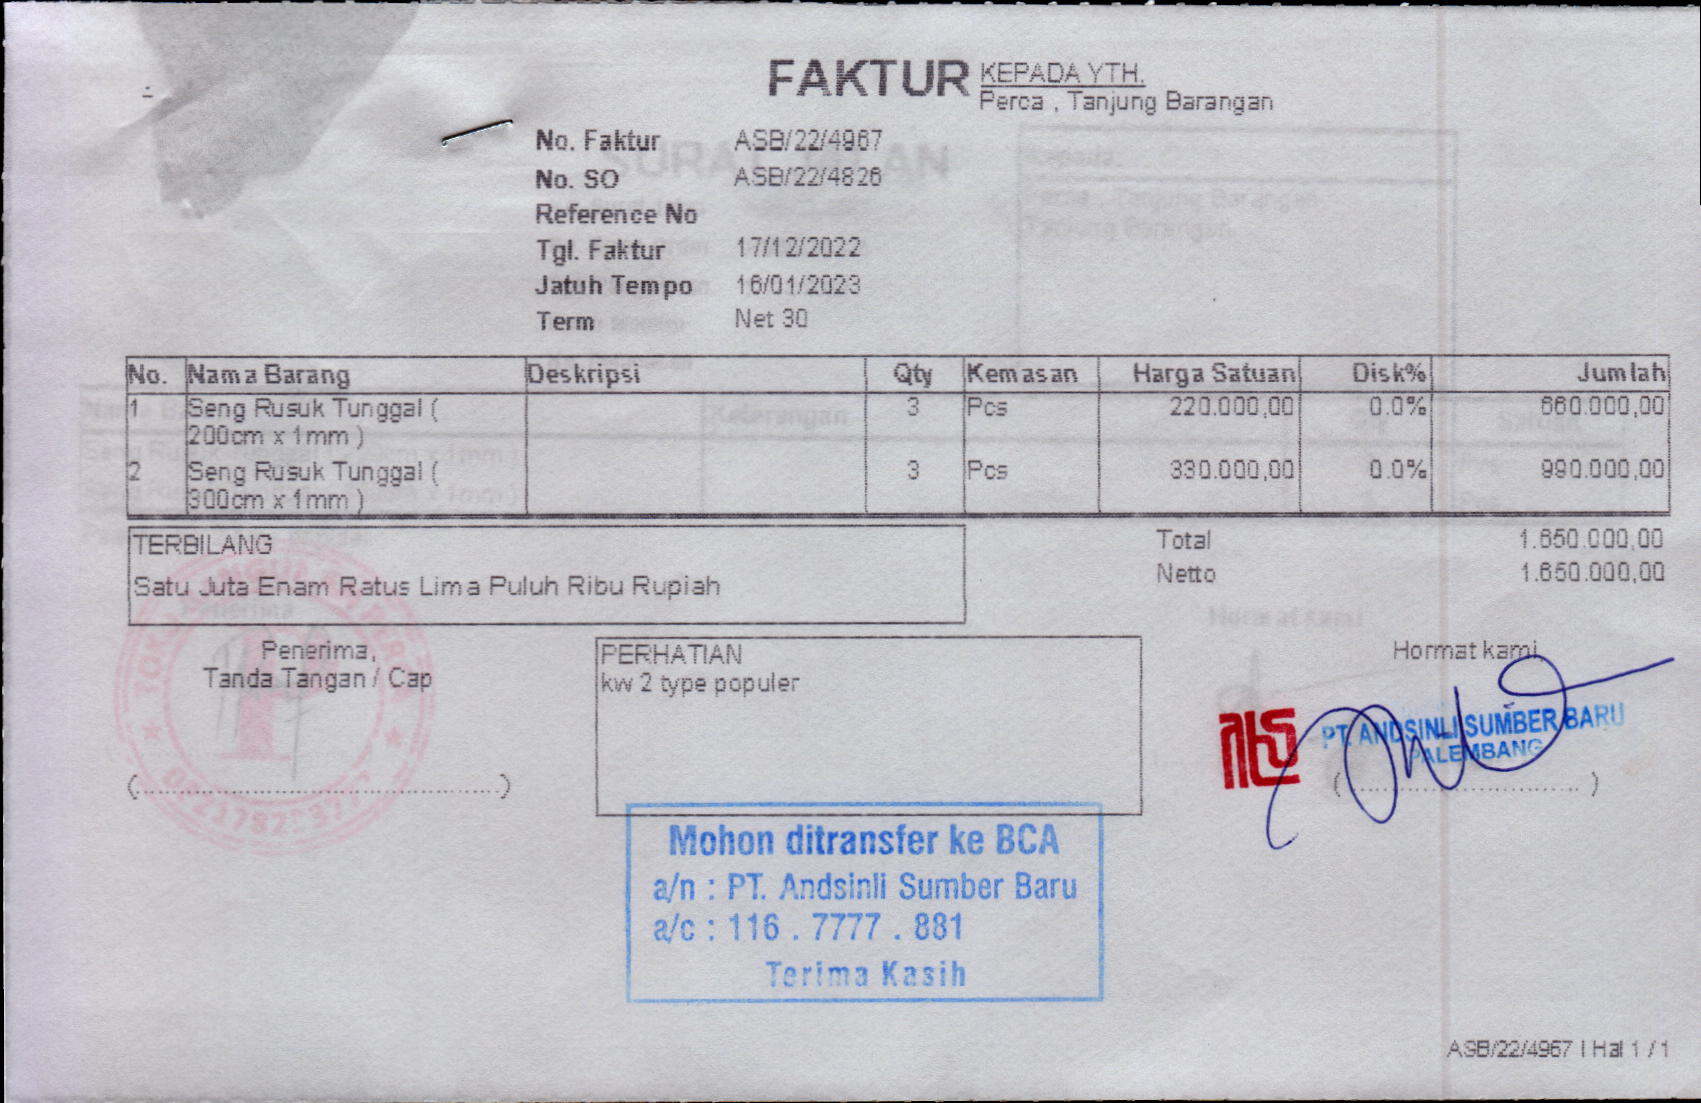 FAKTUR
KEPADA YTH.
Perca , Tanjung Barangan
No. Faktur ASB/22/4967
No. SO ASB/22/4826
Reference No
Tgl. Faktur 17/12/2022
Jatuh Tempo 16/01/2023
Term Net 30
No. Nama Barang Deskripsi Qty Kemasan Harga Satuan Disk% Jumlah
1 Seng Rusuk Tunggal ( 3 Pcs 220.000,00 0.0% 660.000,00
200cm x 1mm )
2 Seng Rusuk Tunggal ( 3 Pcs 330.000,00 0.0% 990.000,00
300cm x 1mm )
TERBILANG
Satu Juta Enam Ratus Lima Puluh Ribu Rupiah
Total 1.650.000,00
Netto 1.650.000,00
Penerima,
Tanda Tangan / Cap
PERHATIAN
kw 2 type populer
Hormat kami
PT. ANDSINLI SUMBER BARU
PALEMBANG
Mohon ditransfer ke BCA
a/n : PT. Andsinli Sumber Baru
a/c : 116 . 7777 . 881
Terima Kasih
ASB/22/4967 | Hal 1 / 1